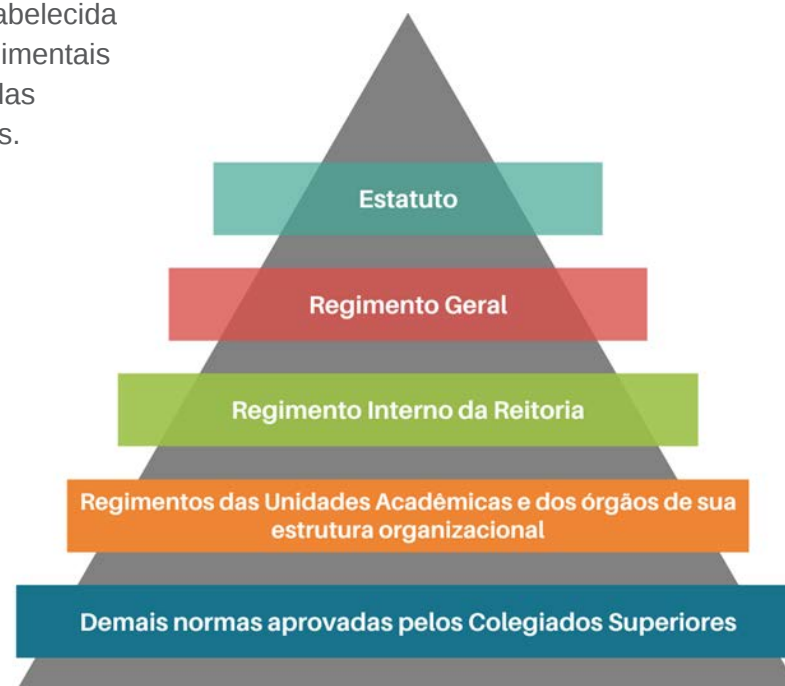 abelecida
imentais
las
s.
Estatuto
Regimento Geral
Regimento Interno da Reitoria
Regimentos das Unidades Acadêmicas e dos órgãos de sua
estrutura organizacional
Demais normas aprovadas pelos Colegiados Superiores